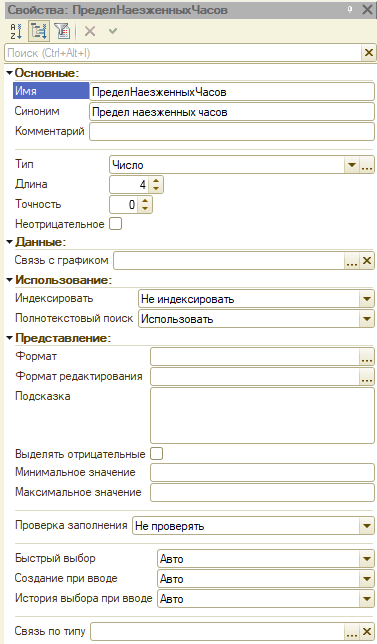 Свойства: ПределНаезженныхЧасов
Поиск (Ctrl+Alt+I)
Основные:
Имя ПределНаезженныхЧасов
Синоним Предел наезженных часов
Комментарий
Тип Число
Длина 4
Точность 0
Неотрицательное
Данные:
Связь с графиком
Использование:
Индексировать Не индексировать
Полнотекстовый поиск Использовать
Представление:
Формат
Формат редактирования
Подсказка
Выделять отрицательные
Минимальное значение
Максимальное значение
Проверка заполнения Не проверять
Быстрый выбор Авто
Создание при вводе Авто
История выбора при вводе Авто
Связь по типу